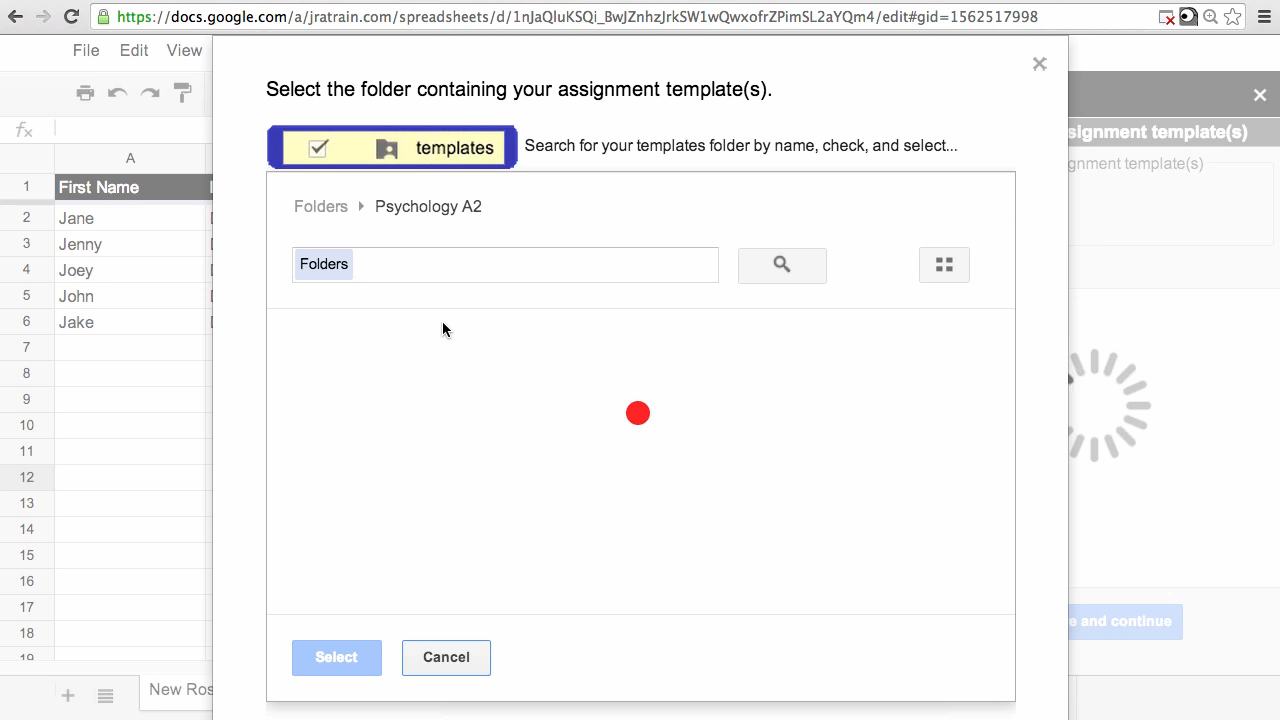 https://docs.google.com/a/jratrain.com/spreadsheets/d/1nJaQluKSQi_BwJZnhzJrkSW1wQwxofrZPimSL2aYQm4/edit#gid=1562517998
File Edit View
Select the folder containing your assignment template(s).
templates Search for your templates folder by name, check, and select...
signment template(s)
nment template(s)
fx
A
Folders Psychology A2
1 First Name
2 Jane
3 Jenny
4 Joey
5 John
6 Jake
7
8
9
10
11
12
13
14
15
16
17
18
19
Folders
e and continue
Select Cancel
New Ros